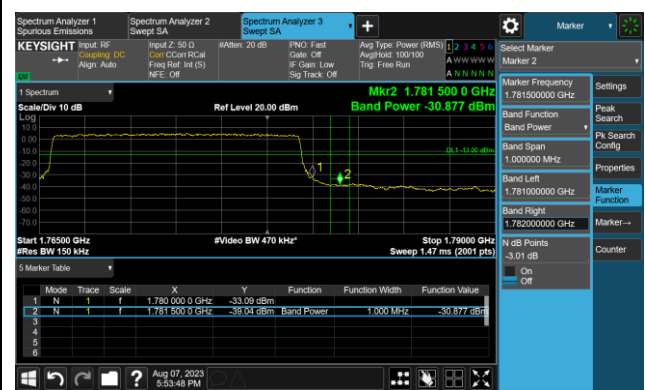 Spectrum Analyzer 1
Spurious Emissions
Spectrum Analyzer 2
Swept SA
Spectrum Analyzer 3
Swept SA
Marker
KEYSIGHT
Input: RF
Coupling: DC
Align: Auto
Input Z: 50 Ω
Corr CCorr RCal
Freq Ref: Int (S)
NFE: Off
#Atten: 20 dB
PNO: Fast
Gate: Off
IF Gain: Low
Sig Track: Off
Avg Type: Power (RMS)
Avg|Hold: 100/100
Trig: Free Run
1 2 3 4 5 6
A W W W W W
A N N N N N
Select Marker
Marker 2
LXI
1 Spectrum
Scale/Div 10 dB
Ref Level 20.00 dBm
Mkr2 1.781 500 0 GHz
Band Power -30.877 dBm
Log
10.0
0.00
-10.0
-20.0
-30.0
-40.0
-50.0
-60.0
-70.0
DL1 -13.00 dBm
1
2
Start 1.76500 GHz
#Res BW 150 kHz
#Video BW 470 kHz*
Stop 1.79000 GHz
Sweep 1.47 ms (2001 pts)
5 Marker Table
Mode Trace Scale X Y Function Function Width Function Value
1 N 1 f 1.780 000 0 GHz -33.09 dBm
2 N 1 f 1.781 500 0 GHz -39.04 dBm Band Power 1.000 MHz -30.877 dBm
3
4
5
6
Marker Frequency
1.781500000 GHz
Band Function
Band Power
Band Span
1.000000 MHz
Band Left
1.781000000 GHz
Band Right
1.782000000 GHz
N dB Points
-3.01 dB
On
Off
Settings
Peak
Search
Pk Search
Config
Properties
Marker
Function
Marker→
Counter
?
Aug 07, 2023
5:53:48 PM